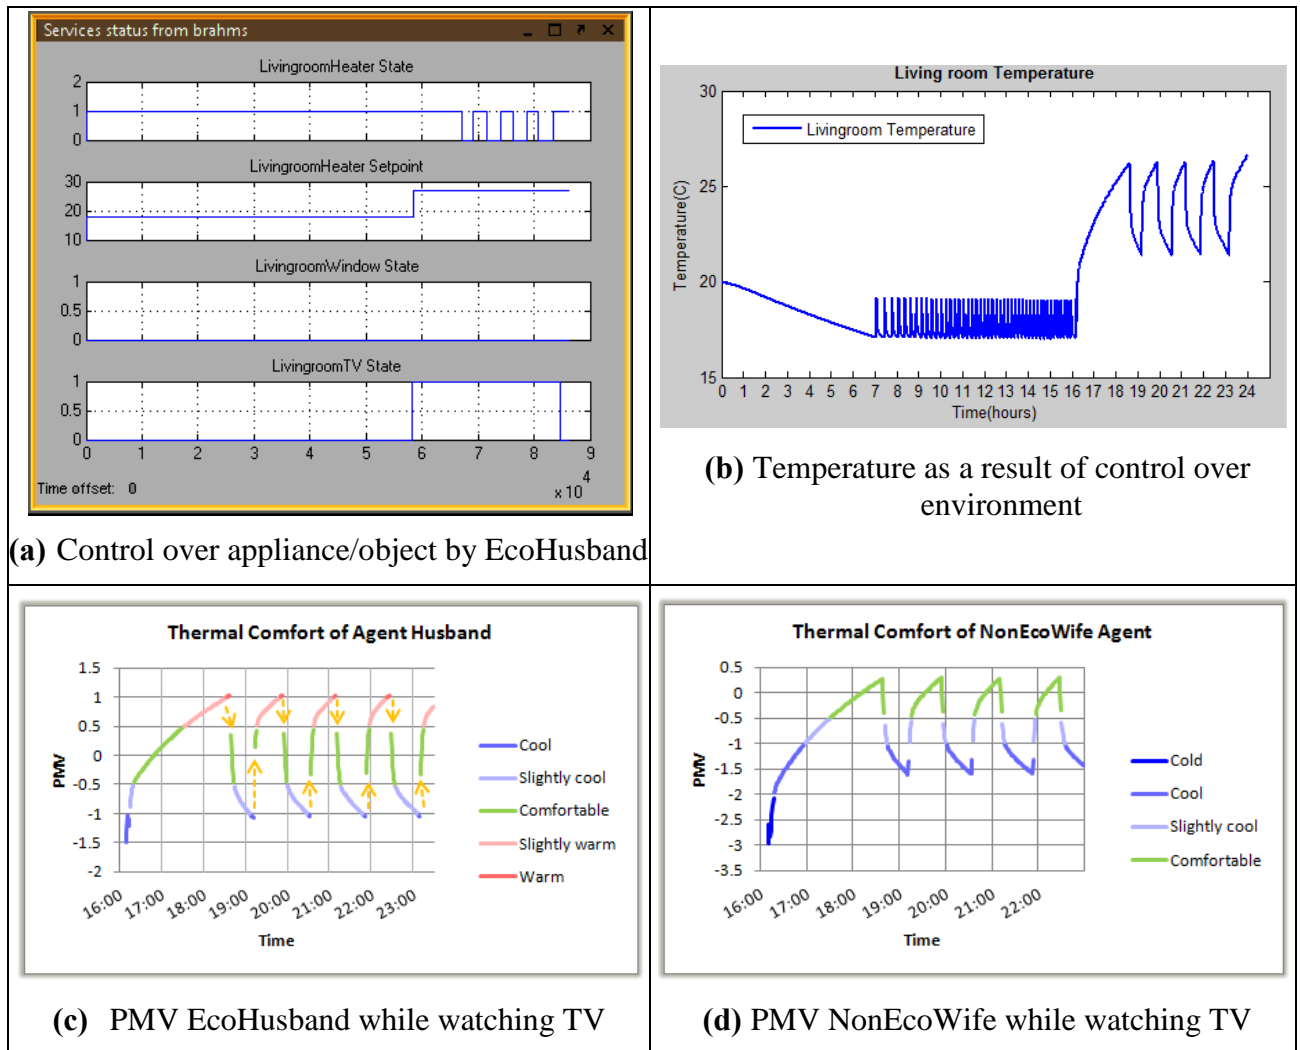 Services status from brahms
LivingroomHeater State
2
1
0
LivingroomHeater Setpoint
30
20
10
LivingroomWindow State
1
0.5
0
LivingroomTV State
1
0.5
0
0 1 2 3 4 5 6 7 8 9
Time offset: 0
x 10^4
(a) Control over appliance/object by EcoHusband
Living room Temperature
30
25
20
15
Temperature(C)
Livingroom Temperature
0 1 2 3 4 5 6 7 8 9 10 11 12 13 14 15 16 17 18 19 20 21 22 23 24
Time(hours)
(b) Temperature as a result of control over
environment
Thermal Comfort of Agent Husband
1.5
1
0.5
0
-0.5
-1
-1.5
-2
PMV
16:00 17:00 18:00 19:00 20:00 21:00 22:00 23:00
Time
Cool
Slightly cool
Comfortable
Slightly warm
Warm
(c) PMV EcoHusband while watching TV
Thermal Comfort of NonEcoWife Agent
0.5
0
-0.5
-1
-1.5
-2
-2.5
-3
-3.5
PMV
16:00 17:00 18:00 19:00 20:00 21:00 22:00
Time
Cold
Cool
Slightly cool
Comfortable
(d) PMV NonEcoWife while watching TV